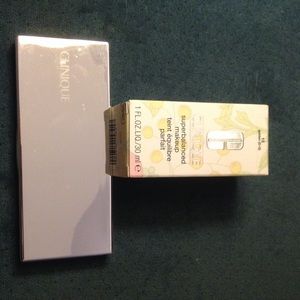 CLINIQUE
CLINIQUE
superbalanced
makeup
teint équilibre
parfait
1 FL.OZ.LIQ./30 ml ℮